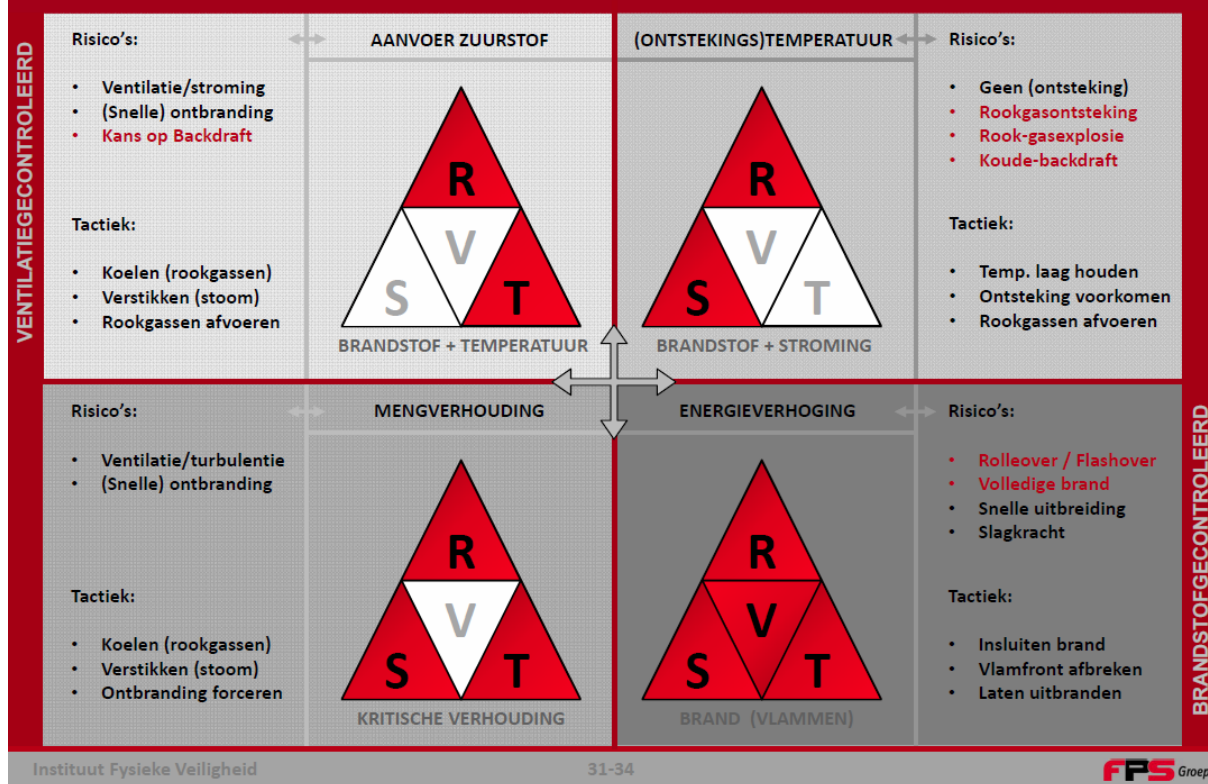 VENTILATIEGECONTROLEERD
Risico's:
• Ventilatie/stroming
• (Snelle) ontbranding
• Kans op Backdraft
Tactiek:
• Koelen (rookgassen)
• Verstikken (stoom)
• Rookgassen afvoeren
AANVOER ZUURSTOF
R
V
S
T
BRANDSTOF + TEMPERATUUR
(ONTSTEKINGS)TEMPERATUUR
R
V
S
T
BRANDSTOF + STROMING
Risico's:
• Geen (ontsteking)
• Rookgasontsteking
• Rook-gasexplosie
• Koude-backdraft
Tactiek:
• Temp. laag houden
• Ontsteking voorkomen
• Rookgassen afvoeren
Risico's:
• Ventilatie/turbulentie
• (Snelle) ontbranding
Tactiek:
• Koelen (rookgassen)
• Verstikken (stoom)
• Ontbranding forceren
MENGVERHOUDING
R
V
S
T
KRITISCHE VERHOUDING
ENERGIEVERHOGING
R
V
S
T
BRAND (VLAMMEN)
Risico's:
• Rolleover / Flashover
• Volledige brand
• Snelle uitbreiding
• Slagkracht
Tactiek:
• Insluiten brand
• Vlamfront afbreken
• Laten uitbranden
BRANDSTOFGECONTROLEERD
Instituut Fysieke Veiligheid
31-34
FPS Groep